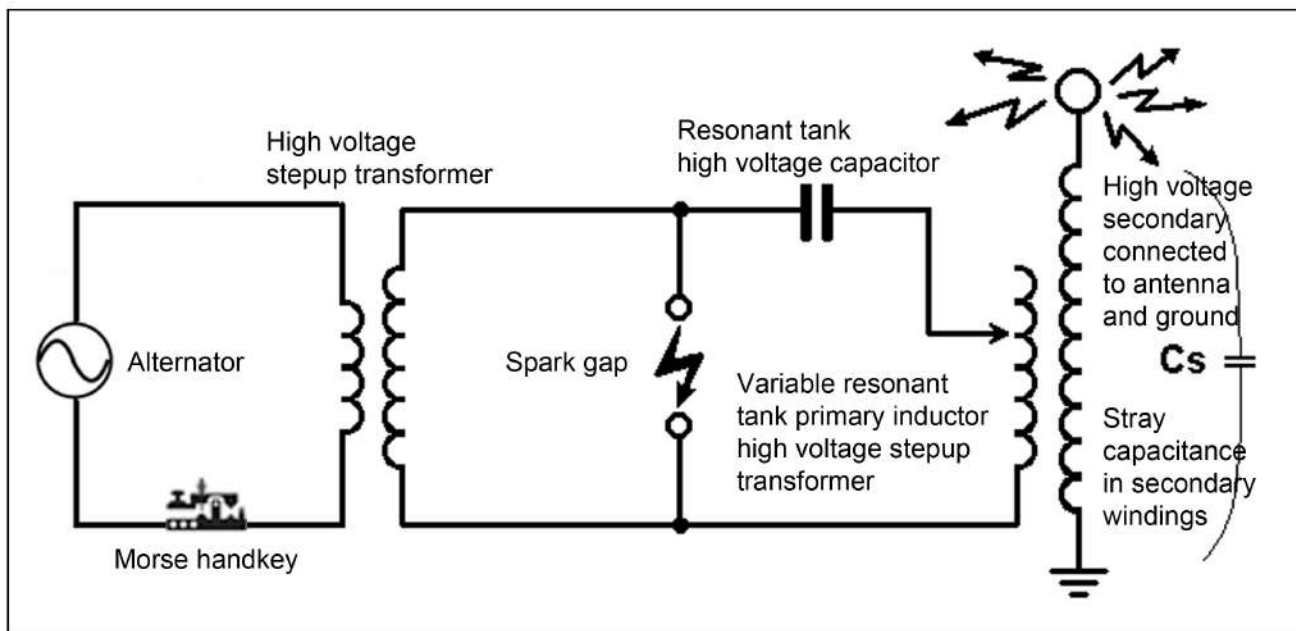 High voltage
stepup transformer
Resonant tank
high voltage capacitor
Alternator
Spark gap
Variable resonant
tank primary inductor
high voltage stepup
transformer
High voltage
secondary
connected
to antenna
and ground
Cs
Stray
capacitance
in secondary
windings
Morse handkey